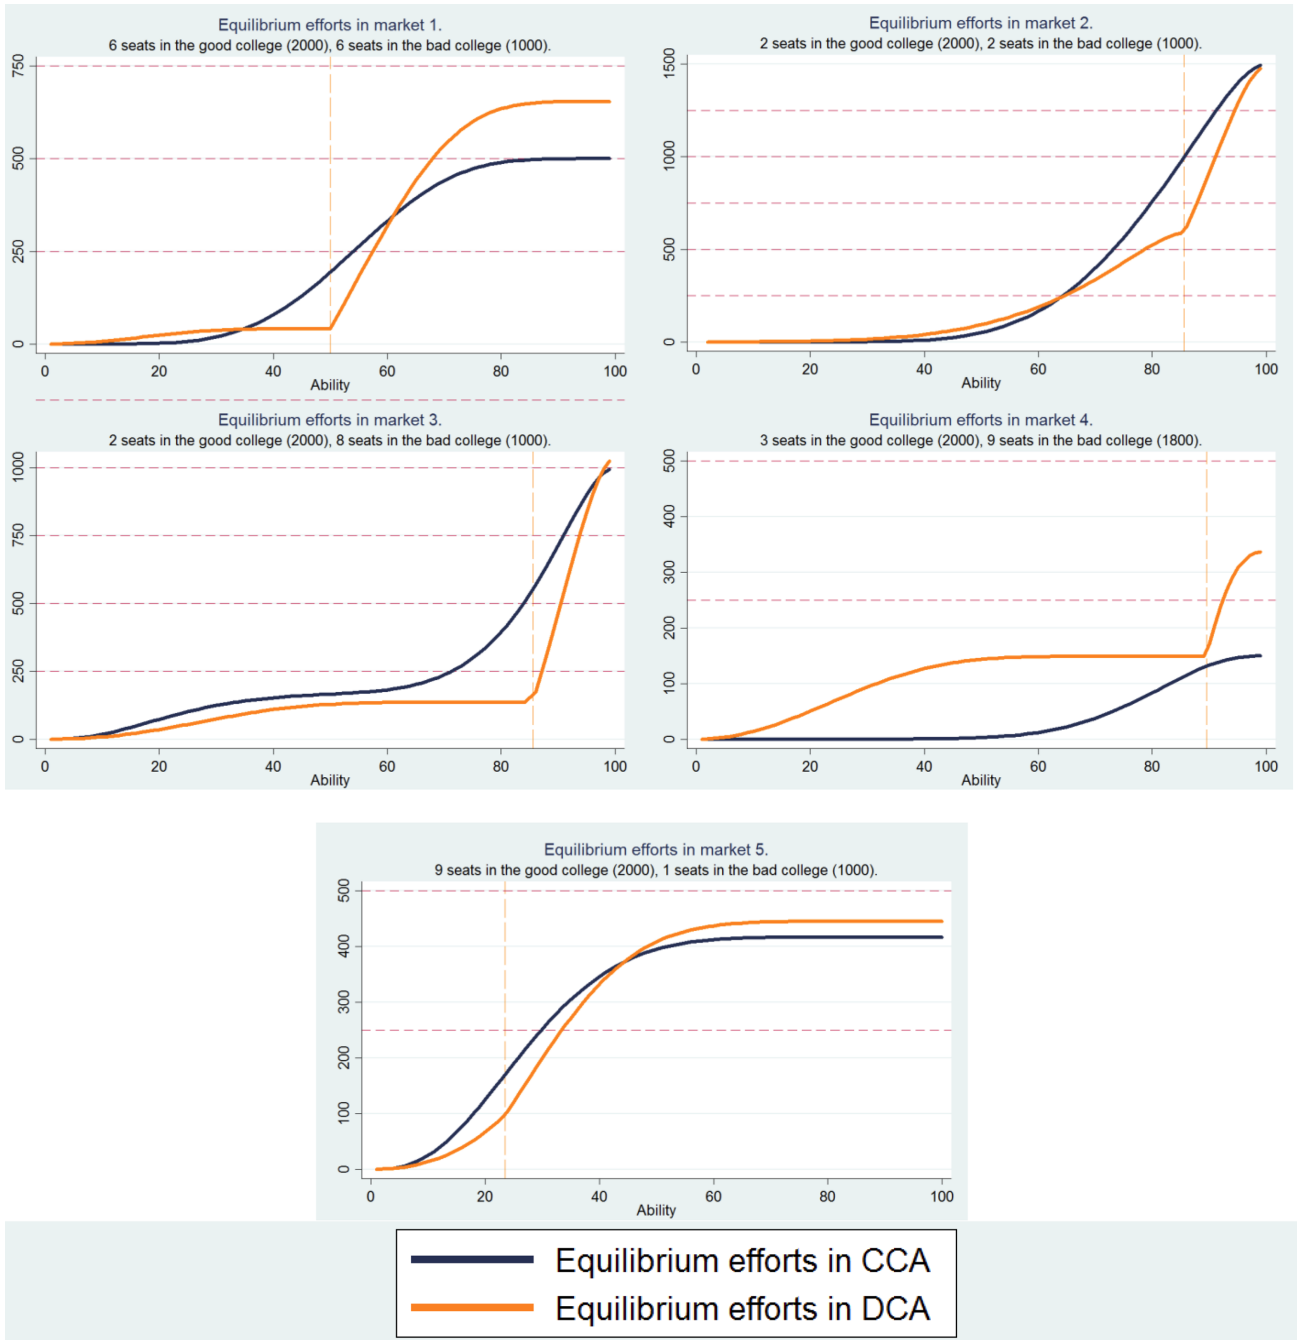 Equilibrium efforts in market 1.
6 seats in the good college (2000), 6 seats in the bad college (1000).
750
500
250
0
0 20 40 60 80 100
Ability
Equilibrium efforts in market 2.
2 seats in the good college (2000), 2 seats in the bad college (1000).
1500
1000
500
0
0 20 40 60 80 100
Ability
Equilibrium efforts in market 3.
2 seats in the good college (2000), 8 seats in the bad college (1000).
1000
750
500
250
0
0 20 40 60 80 100
Ability
Equilibrium efforts in market 4.
3 seats in the good college (2000), 9 seats in the bad college (1800).
500
400
300
200
100
0
0 20 40 60 80 100
Ability
Equilibrium efforts in market 5.
9 seats in the good college (2000), 1 seats in the bad college (1000).
500
400
300
200
100
0
0 20 40 60 80 100
Ability
Equilibrium efforts in CCA
Equilibrium efforts in DCA